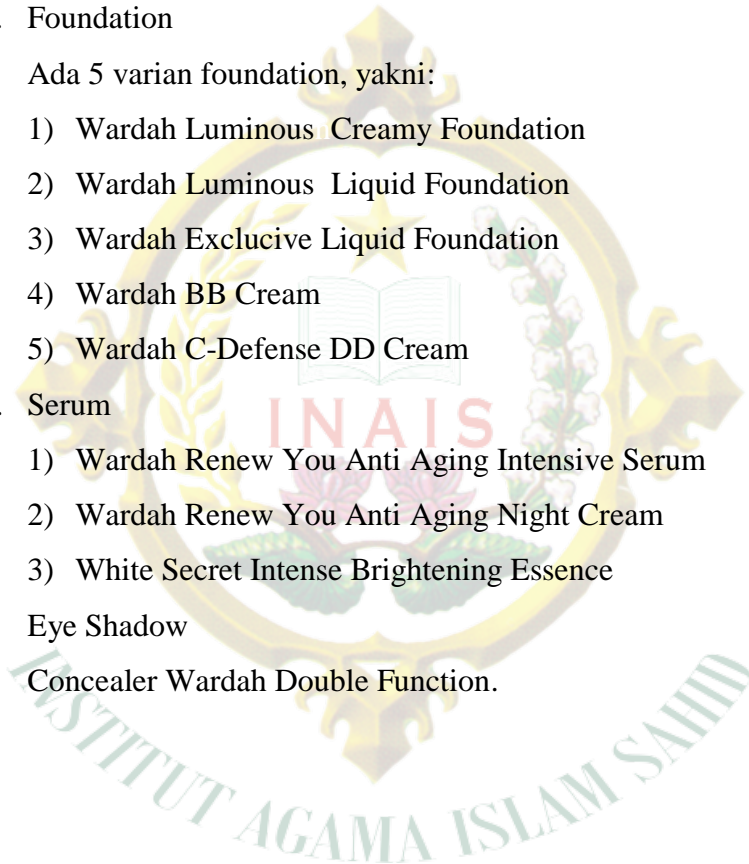 . Foundation
Ada 5 varian foundation, yakni:
1) Wardah Luminous Creamy Foundation
2) Wardah Luminous Liquid Foundation
3) Wardah Exclucive Liquid Foundation
4) Wardah BB Cream
5) Wardah C-Defense DD Cream
. Serum
INAIS
1) Wardah Renew You Anti Aging Intensive Serum
2) Wardah Renew You Anti Aging Night Cream
3) White Secret Intense Brightening Essence
Eye Shadow
Concealer Wardah Double Function.
INSTITUT AGAMA ISLAM SAHID